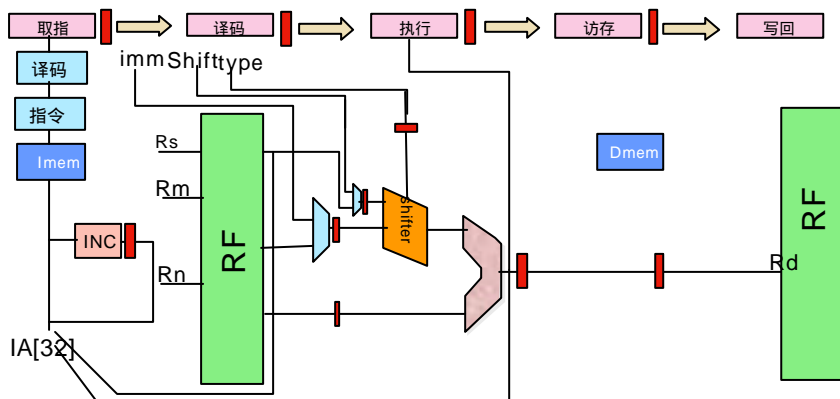 取指
译码
执行
访存
写回
译码
imm
Shift
type
指令
Imem
Rs
Rm
Rn
RF
INC
shifter
Dmem
RF
Rd
IA[32]